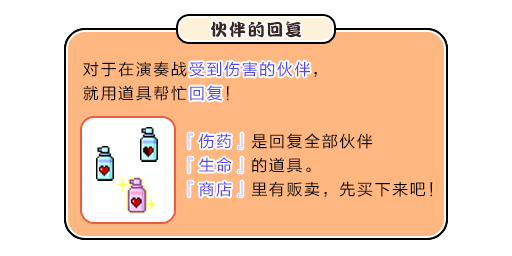 伙伴的回复
对于在演奏战受到伤害的伙伴，
就用道具帮忙回复！
『伤药』是回复全部伙伴
『生命』的道具。
『商店』里有贩卖，先买下来吧！